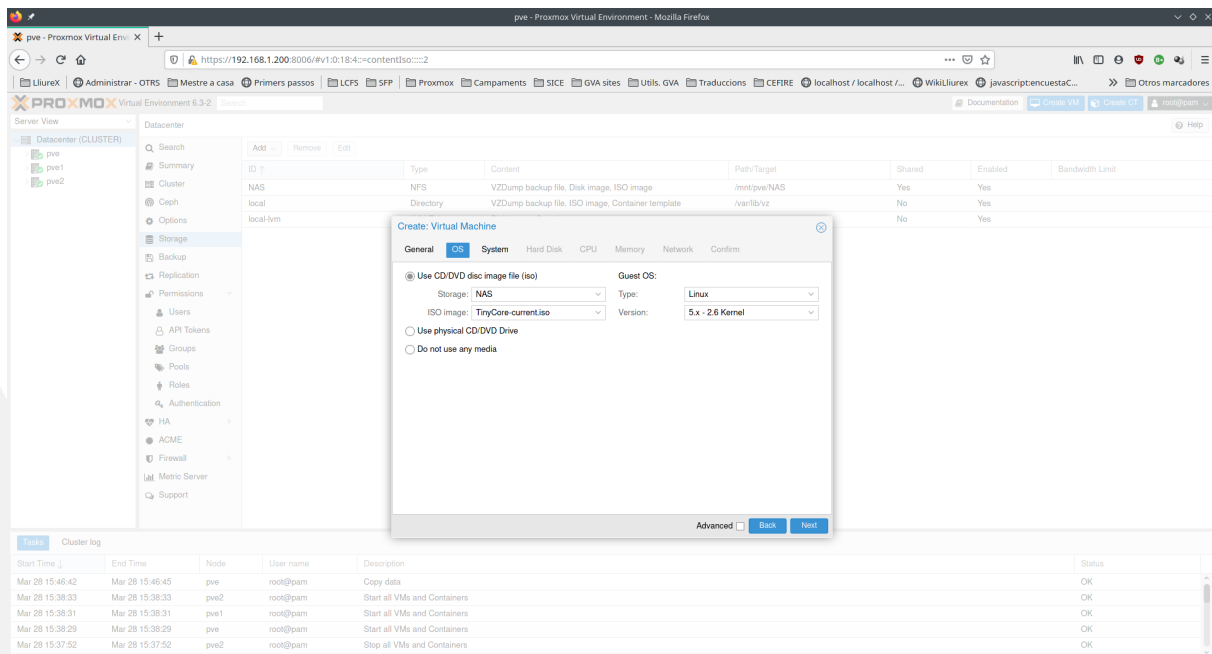 pve - Proxmox Virtual Environment - Mozilla Firefox
pve - Proxmox Virtual Env
https://192.168.1.200:8006/#v1:0:18:4::=contentIso:::::2
LliureX Administrar - OTRS Mestre a casa Primers passos LCFS SFP Proxmox Campaments SICE GVA sites Utils. GVA Traduccions CEFIRE localhost / localhost /... WikiLliurex javascript:encuestaC... Otros marcadores
PROXMOX Virtual Environment 6.3-2 Search Documentation Create VM Create CT root@pam
Server View Datacenter Help
Datacenter (CLUSTER)
pve
pve1
pve2
Search
Summary
Cluster
Ceph
Options
Storage
Backup
Replication
Permissions
Users
API Tokens
Groups
Pools
Roles
Authentication
HA
ACME
Firewall
Metric Server
Support
Add Remove Edit
ID Type Content Path/Target Shared Enabled Bandwidth Limit
NAS NFS VZDump backup file, Disk image, ISO image /mnt/pve/NAS Yes Yes
local Directory VZDump backup file, ISO image, Container template /var/lib/vz No Yes
local-lvm No Yes
Create: Virtual Machine
General OS System Hard Disk CPU Memory Network Confirm
Use CD/DVD disc image file (iso) Guest OS:
Storage: NAS Type: Linux
ISO image: TinyCore-current.iso Version: 5.x - 2.6 Kernel
Use physical CD/DVD Drive
Do not use any media
Advanced Back Next
Tasks Cluster log
Start Time End Time Node User name Description Status
Mar 28 15:46:42 Mar 28 15:46:45 pve root@pam Copy data OK
Mar 28 15:38:33 Mar 28 15:38:33 pve2 root@pam Start all VMs and Containers OK
Mar 28 15:38:31 Mar 28 15:38:31 pve1 root@pam Start all VMs and Containers OK
Mar 28 15:38:29 Mar 28 15:38:29 pve root@pam Start all VMs and Containers OK
Mar 28 15:37:52 Mar 28 15:37:52 pve2 root@pam Stop all VMs and Containers OK